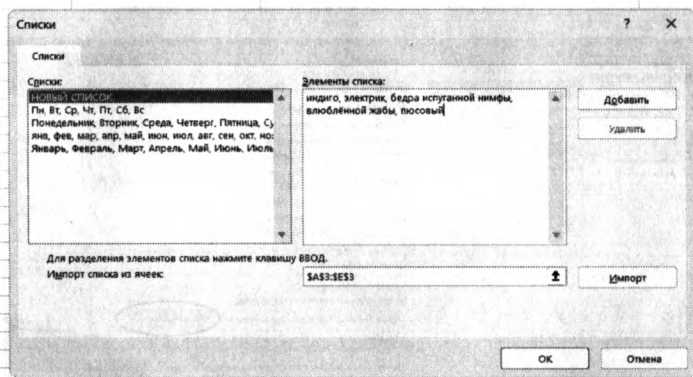 Списки
? ×
Списки
Списки:
НОВЫЙ СПИСОК
Пн, Вт, Ср, Чт, Пт, Сб, Вс
Понедельник, Вторник, Среда, Четверг, Пятница, Су
янв, фев, мар, апр, май, июн, июл, авг, сен, окт, ноя
Январь, Февраль, Март, Апрель, Май, Июнь, Июль
Элементы списка:
индиго, электрик, бедра испуганной нимфы,
влюблённой жабы, пюсовый
Добавить
Удалить
Для разделения элементов списка нажмите клавишу ВВОД.
Импорт списка из ячеек:
$A$3:$E$3
Импорт
ОК
Отмена